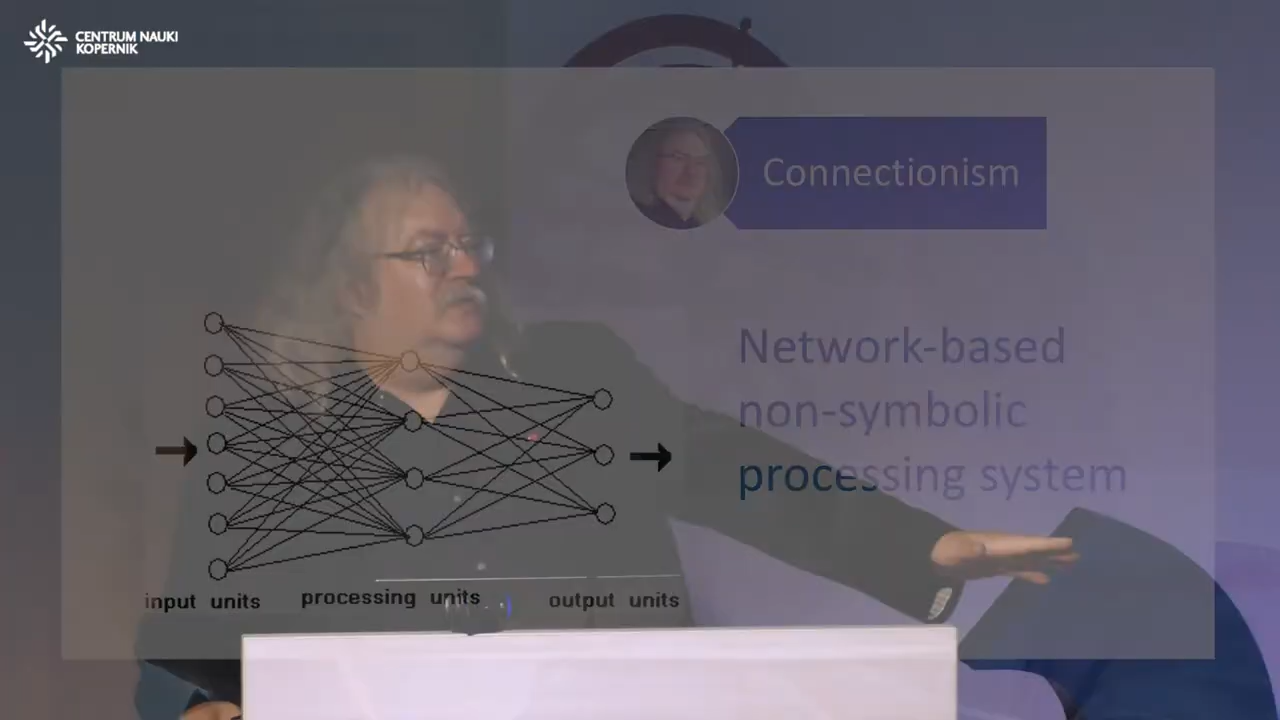 CENTRUM NAUKI
KOPERNIK
Connectionism
Network-based
non-symbolic
processing system
input units processing units output units